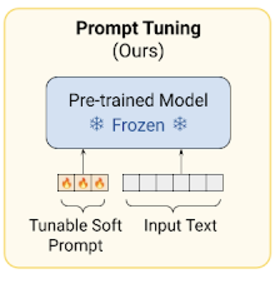 Prompt Tuning
(Ours)
Pre-trained Model
Frozen
Tunable Soft
Prompt
Input Text